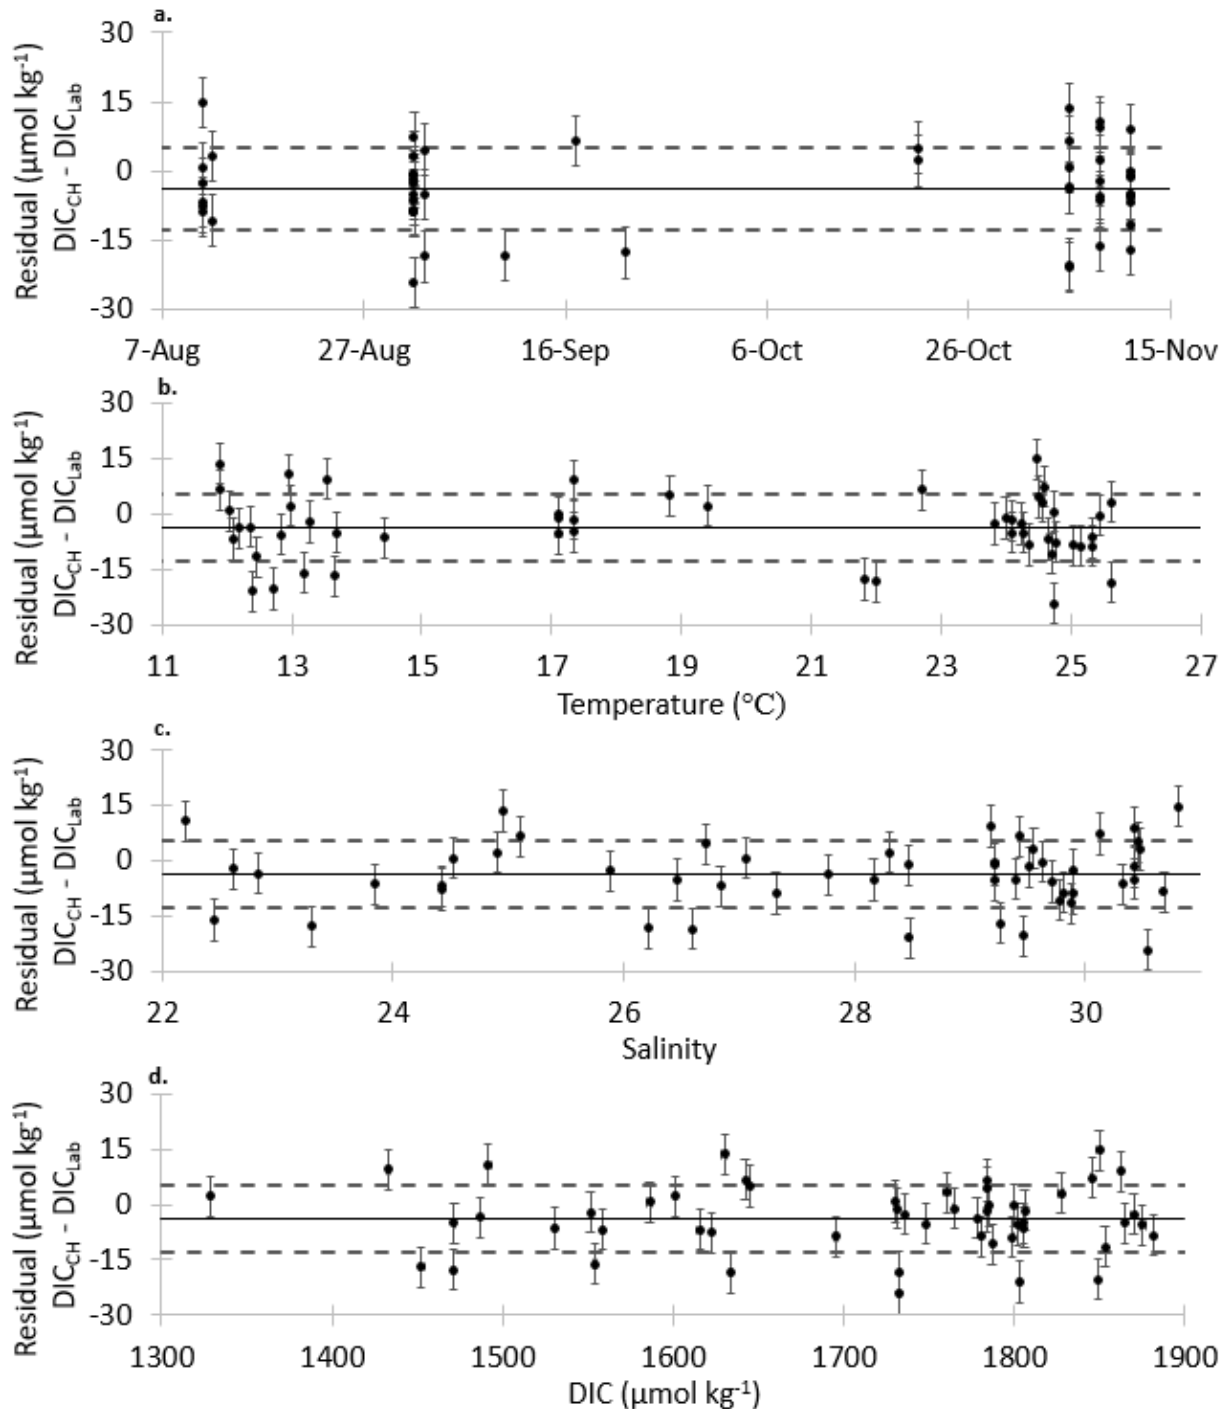 a.
Residual (µmol kg⁻¹)
DIC_CH - DIC_Lab
30
15
0
-15
-30
7-Aug 27-Aug 16-Sep 6-Oct 26-Oct 15-Nov
b.
Residual (µmol kg⁻¹)
DIC_CH - DIC_Lab
30
15
0
-15
-30
11 13 15 17 19 21 23 25 27
Temperature (°C)
c.
Residual (µmol kg⁻¹)
DIC_CH - DIC_Lab
30
15
0
-15
-30
22 24 26 28 30
Salinity
d.
Residual (µmol kg⁻¹)
DIC_CH - DIC_Lab
30
15
0
-15
-30
1300 1400 1500 1600 1700 1800 1900
DIC (µmol kg⁻¹)